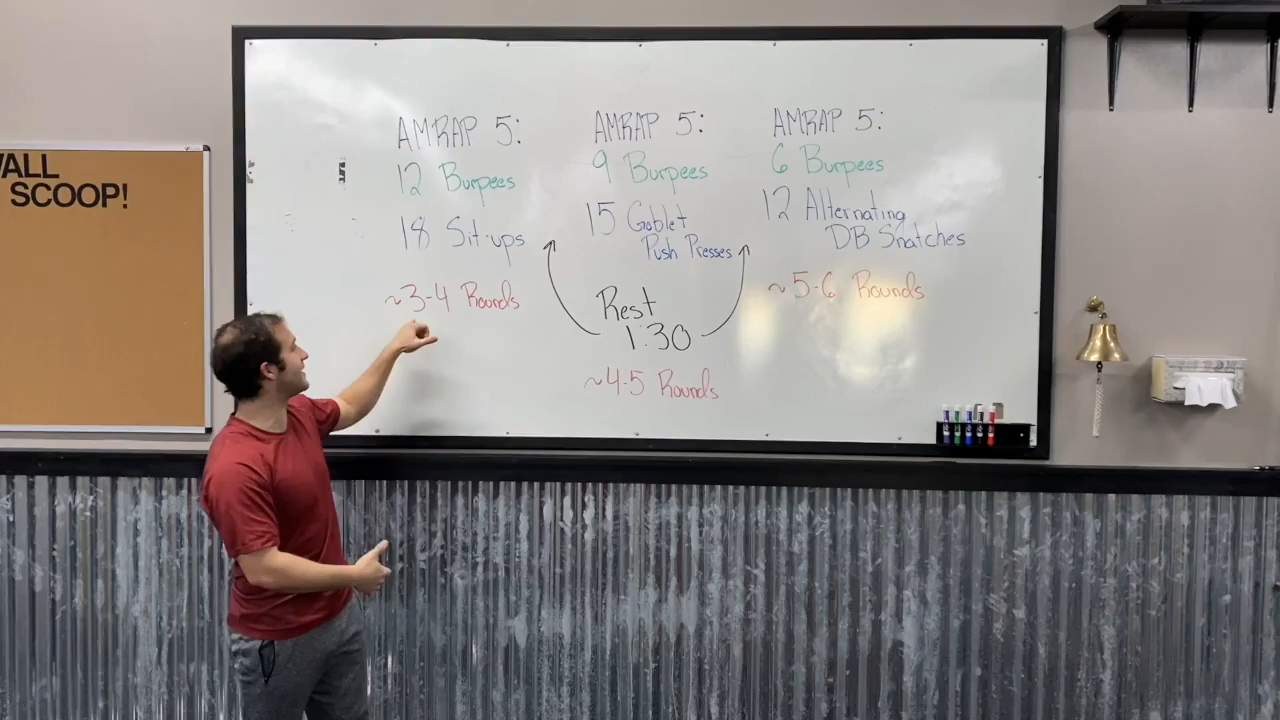 WALL
SCOOP!
AMRAP 5:
12 Burpees
18 Sit-ups
~3-4 Rounds
AMRAP 5:
9 Burpees
15 Goblet
Push Presses
Rest
1:30
~4-5 Rounds
AMRAP 5:
6 Burpees
12 Alternating
DB Snatches
~5-6 Rounds